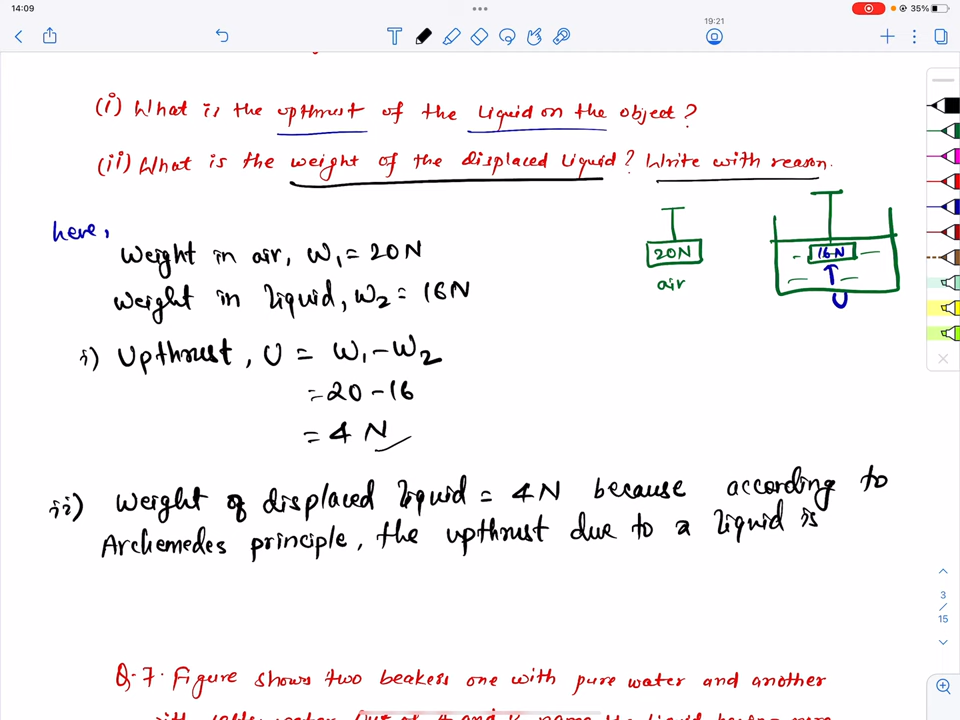 14:09
35%
19:21
(i) What is the upthrust of the liquid on the object?
(ii) What is the weight of the displaced liquid? Write with reason.
here,
Weight in air, W1 = 20N
Weight in liquid, W2 = 16N
20N
air
16N
U
i) Upthrust, U = W1 - W2
= 20 - 16
= 4 N
ii) Weight of displaced liquid = 4N because according to
Archemedes principle, the upthrust due to a liquid is
3
/
15
Q.7. Figure shows two beakers one with pure water and another